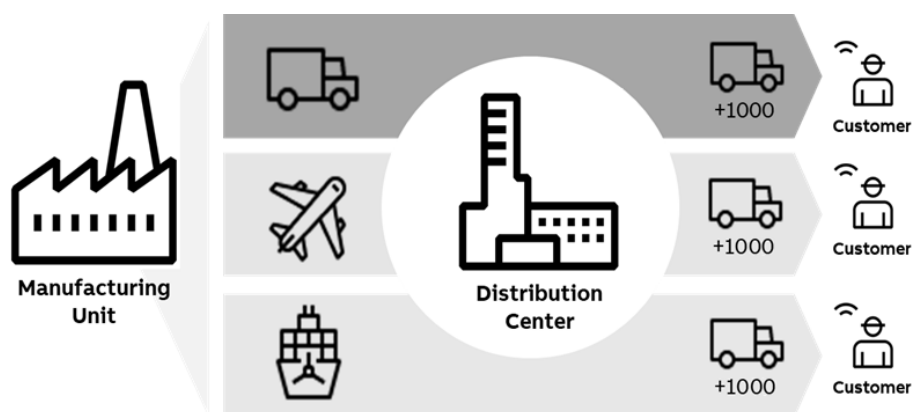 +1000
Customer
+1000
Customer
Manufacturing
Unit
Distribution
Center
+1000
Customer